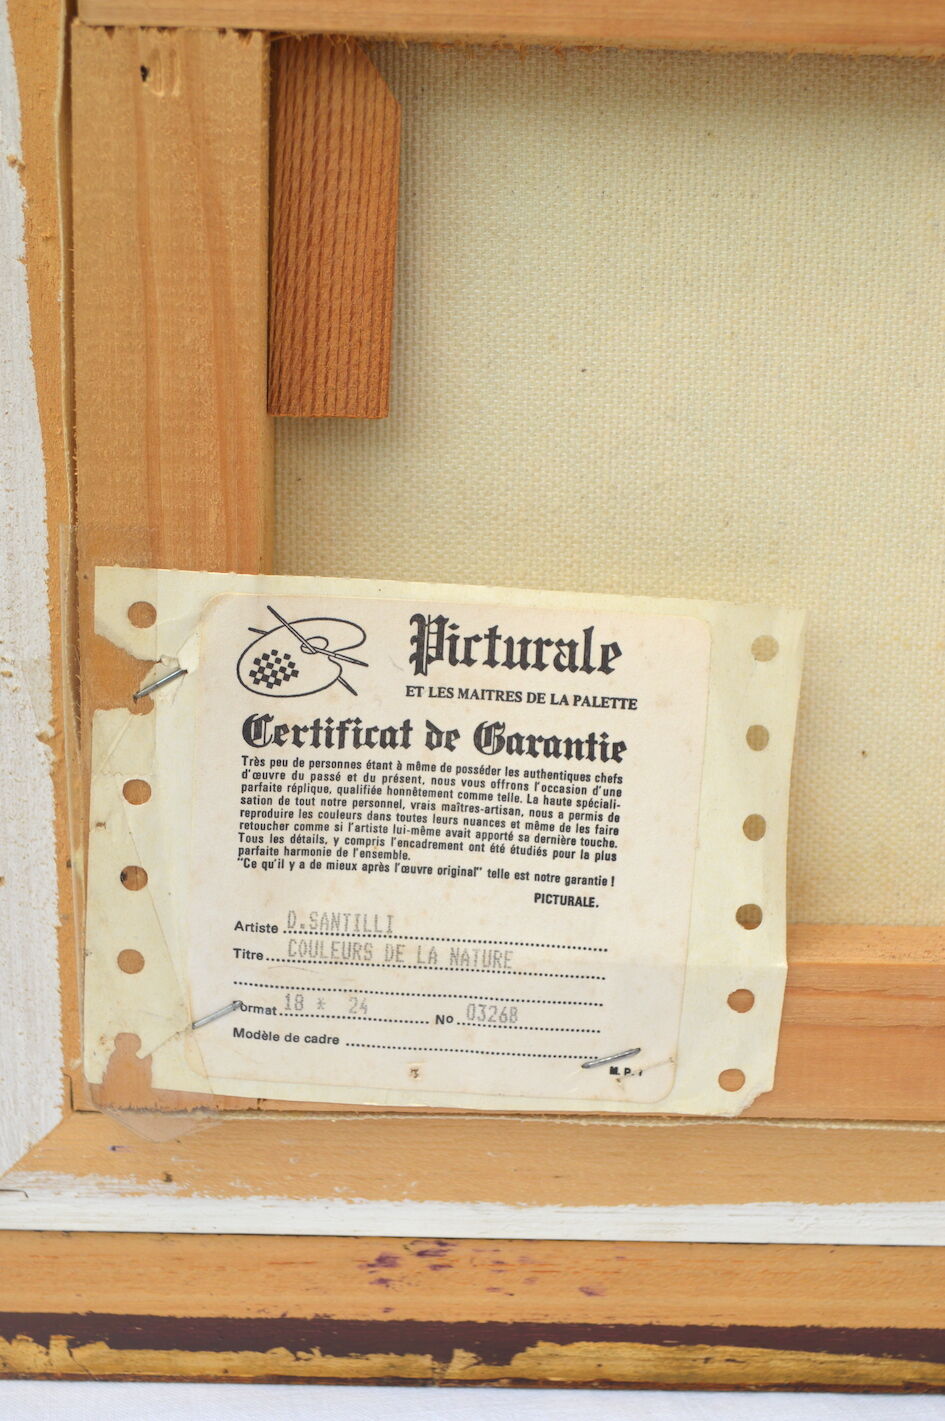 Picturale
ET LES MAITRES DE LA PALETTE
Certificat de Garantie
Très peu de personnes étant à même de posséder les authentiques chefs
d'œuvre du passé et du présent, nous vous offrons l'occasion d'une
parfaite réplique, qualifiée honnêtement comme telle. La haute spéciali-
sation de tout notre personnel, vrais maîtres-artisan, nous a permis de
reproduire les couleurs dans toutes leurs nuances et même de les faire
retoucher comme si l'artiste lui-même avait apporté sa dernière touche.
Tous les détails, y compris l'encadrement ont été étudiés pour la plus
parfaite harmonie de l'ensemble.
"Ce qu'il y a de mieux après l'œuvre original" telle est notre garantie !
PICTURALE.
Artiste D.SANTILLI
Titre COULEURS DE LA NATURE
Format 18 * 24 No 03268
Modèle de cadre
M. P.